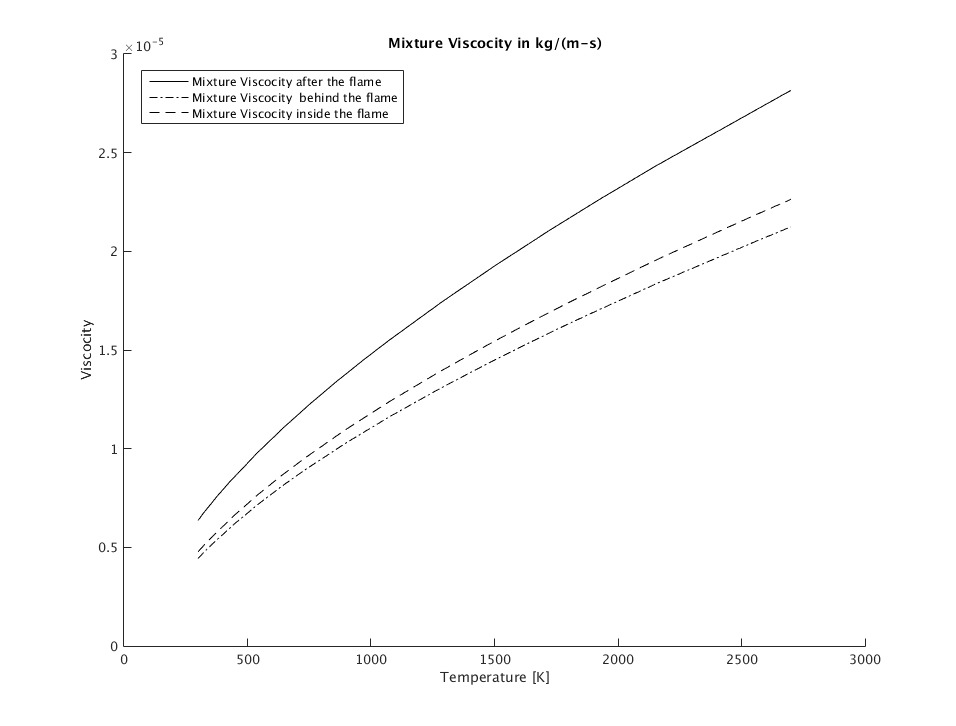 Mixture Viscocity in kg/(m-s)
×10^-5
Mixture Viscocity after the flame
Mixture Viscocity  behind the flame
Mixture Viscocity inside the flame
3
2.5
2
1.5
1
0.5
0
Viscocity
0 500 1000 1500 2000 2500 3000
Temperature [K]